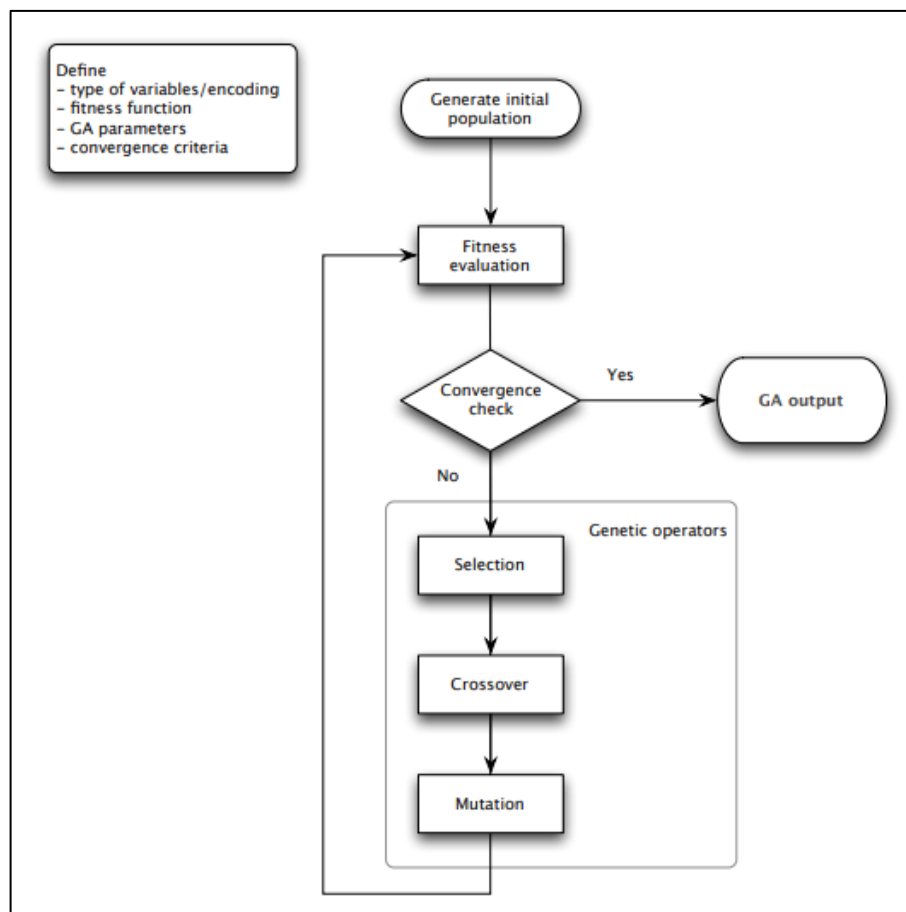 Define
– type of variables/encoding
– fitness function
– GA parameters
– convergence criteria
Generate initial
population
Fitness
evaluation
Convergence
check
Yes
GA output
No
Genetic operators
Selection
Crossover
Mutation